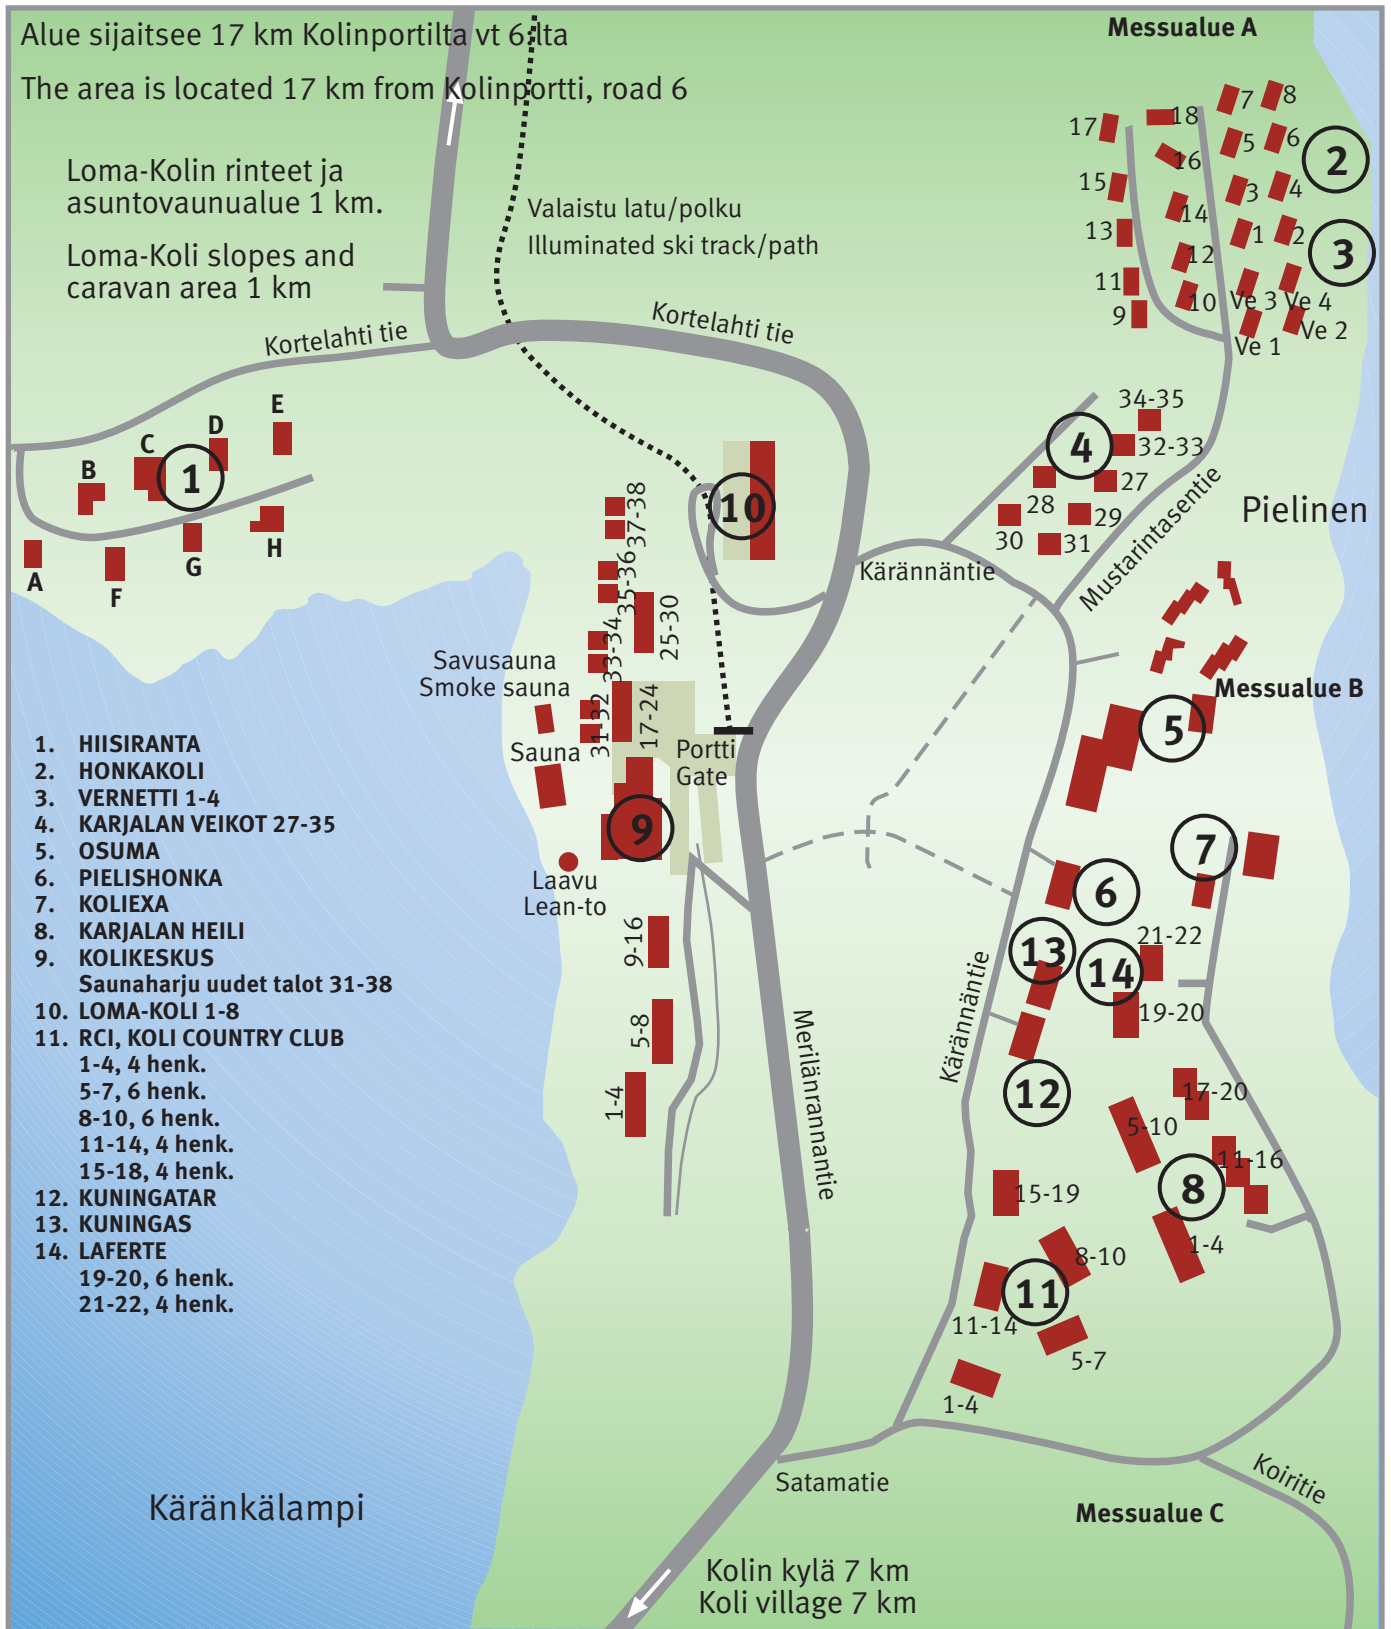 Alue sijaitsee 17 km Kolinportilta vt 6:lta
The area is located 17 km from Kolinportti, road 6
Loma-Kolin rinteet ja
asuntovaunualue 1 km.
Loma-Koli slopes and
caravan area 1 km
Valaistu latu/polku
Illuminated ski track/path
Messualue A
7
8
17
18
5
6
2
16
15
3
4
14
13
1
2
3
12
11
10
Ve 3
Ve 4
9
Ve 1
Ve 2
Kortelahti tie
Kortelahti tie
E
D
C
B
1
A
F
G
H
34-35
4
32-33
28
27
30
29
31
Pielinen
Mustarintasentie
Kärännäntie
10
37-38
35-36
25-30
33-34
31-32
17-24
Savusauna
Smoke sauna
Sauna
Portti
Gate
9
Laavu
Lean-to
9-16
5-8
1-4
Messualue B
5
7
6
13
14
21-22
19-20
12
Kärännäntie
Merilänrannantie
17-20
5-10
11-16
8
15-19
1-4
8-10
11
11-14
5-7
1-4
1. HIISIRANTA
2. HONKAKOLI
3. VERNETTI 1-4
4. KARJALAN VEIKOT 27-35
5. OSUMA
6. PIELISHONKA
7. KOLIEXA
8. KARJALAN HEILI
9. KOLIKESKUS
Saunaharju uudet talot 31-38
10. LOMA-KOLI 1-8
11. RCI, KOLI COUNTRY CLUB
1-4, 4 henk.
5-7, 6 henk.
8-10, 6 henk.
11-14, 4 henk.
15-18, 4 henk.
12. KUNINGATAR
13. KUNINGAS
14. LAFERTE
19-20, 6 henk.
21-22, 4 henk.
Käränkälampi
Satamatie
Koiritie
Messualue C
Kolin kylä 7 km
Koli village 7 km